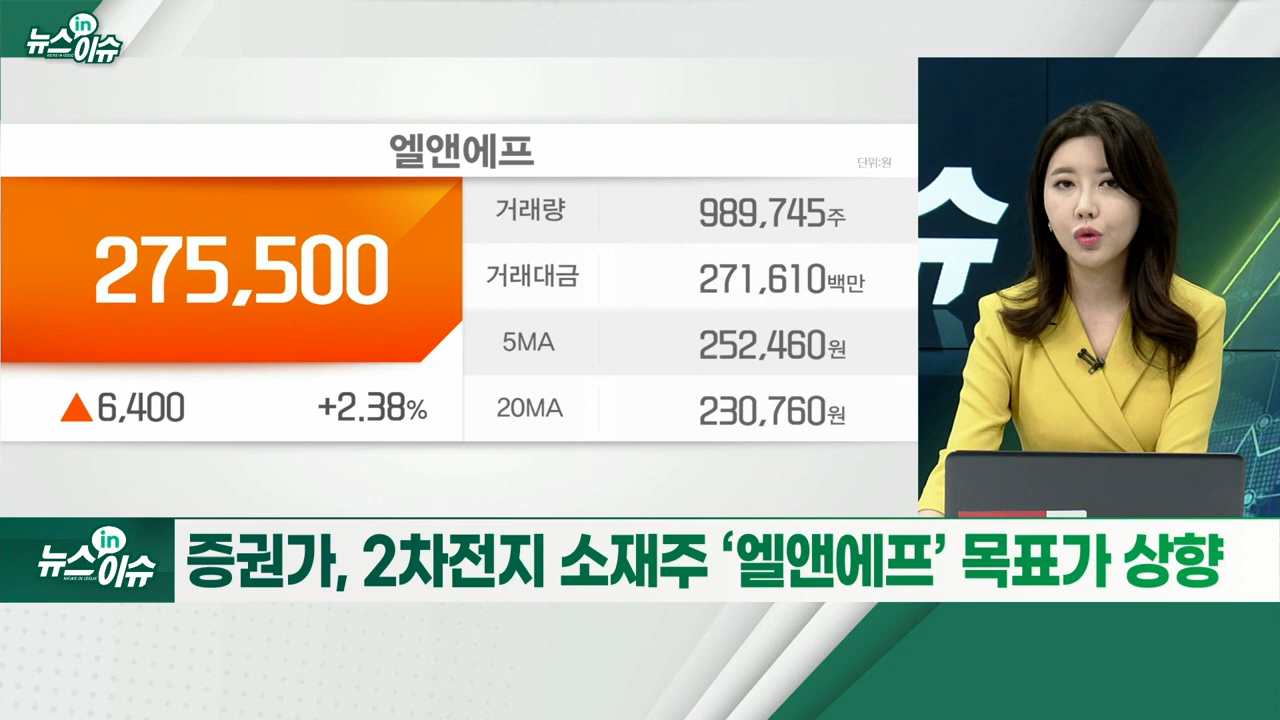 뉴스in이슈
엘앤에프
단위:원
275,500
▲6,400 +2.38%
거래량 989,745주
거래대금 271,610백만
5MA 252,460원
20MA 230,760원
슈
뉴스in이슈
증권가, 2차전지 소재주 ‘엘앤에프’ 목표가 상향